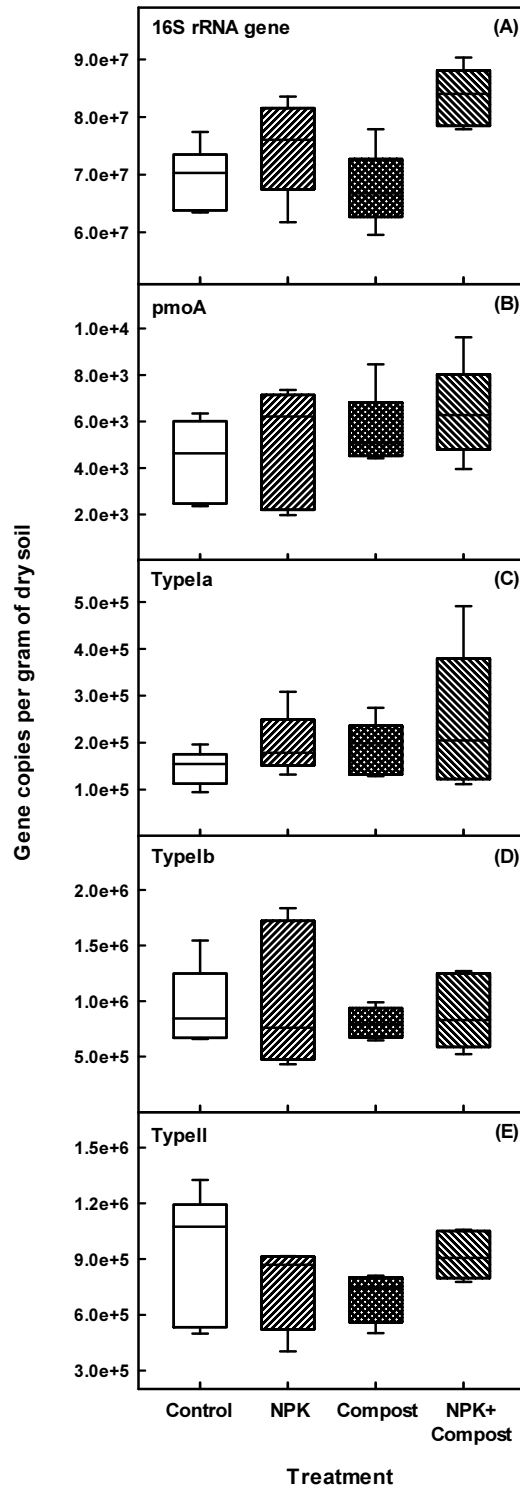 16S rRNA gene (A)
9.0e+7
8.0e+7
7.0e+7
6.0e+7
pmoA (B)
1.0e+4
8.0e+3
6.0e+3
4.0e+3
2.0e+3
TypeIa (C)
5.0e+5
4.0e+5
3.0e+5
2.0e+5
1.0e+5
TypeIb (D)
2.0e+6
1.5e+6
1.0e+6
5.0e+5
TypeII (E)
1.5e+6
1.2e+6
9.0e+5
6.0e+5
3.0e+5
Gene copies per gram of dry soil
Control NPK Compost NPK+
Compost
Treatment